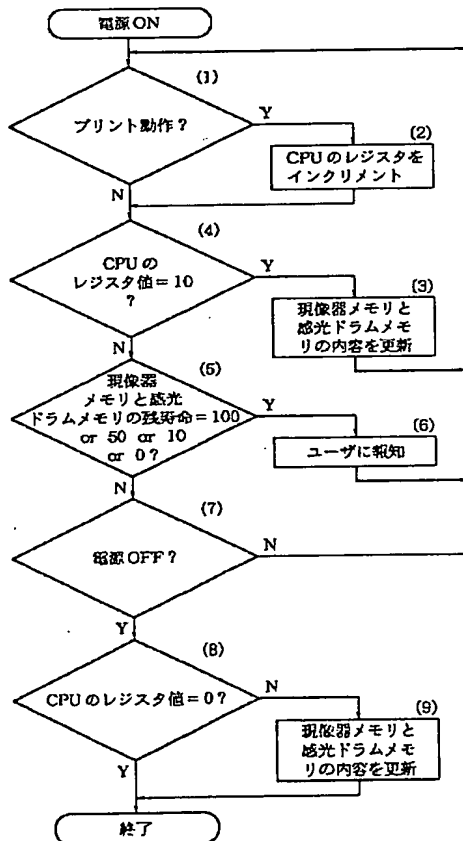 電源ON
(1)
プリント動作？
Y
(2)
CPUのレジスタを
インクリメント
N
(4)
CPUの
レジスタ値＝10
？
Y
(3)
現像器メモリと
感光ドラムメモ
リの内容を更新
N
(5)
現像器
メモリと感光
ドラムメモリの残寿命＝100
or 50 or 10
or 0？
Y
(6)
ユーザに報知
N
(7)
電源OFF？
N
Y
(8)
CPUのレジスタ値＝0？
N
(9)
現像器メモリと
感光ドラムメモ
リの内容を更新
Y
終了